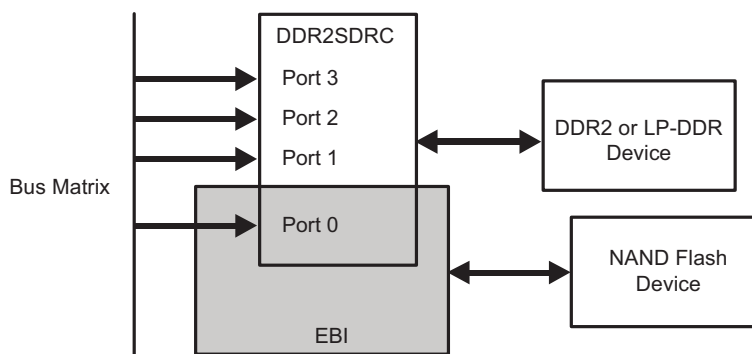 DDR2SDRC
Port 3
Port 2
Port 1
Bus Matrix
Port 0
EBI
DDR2 or LP-DDR
Device
NAND Flash
Device